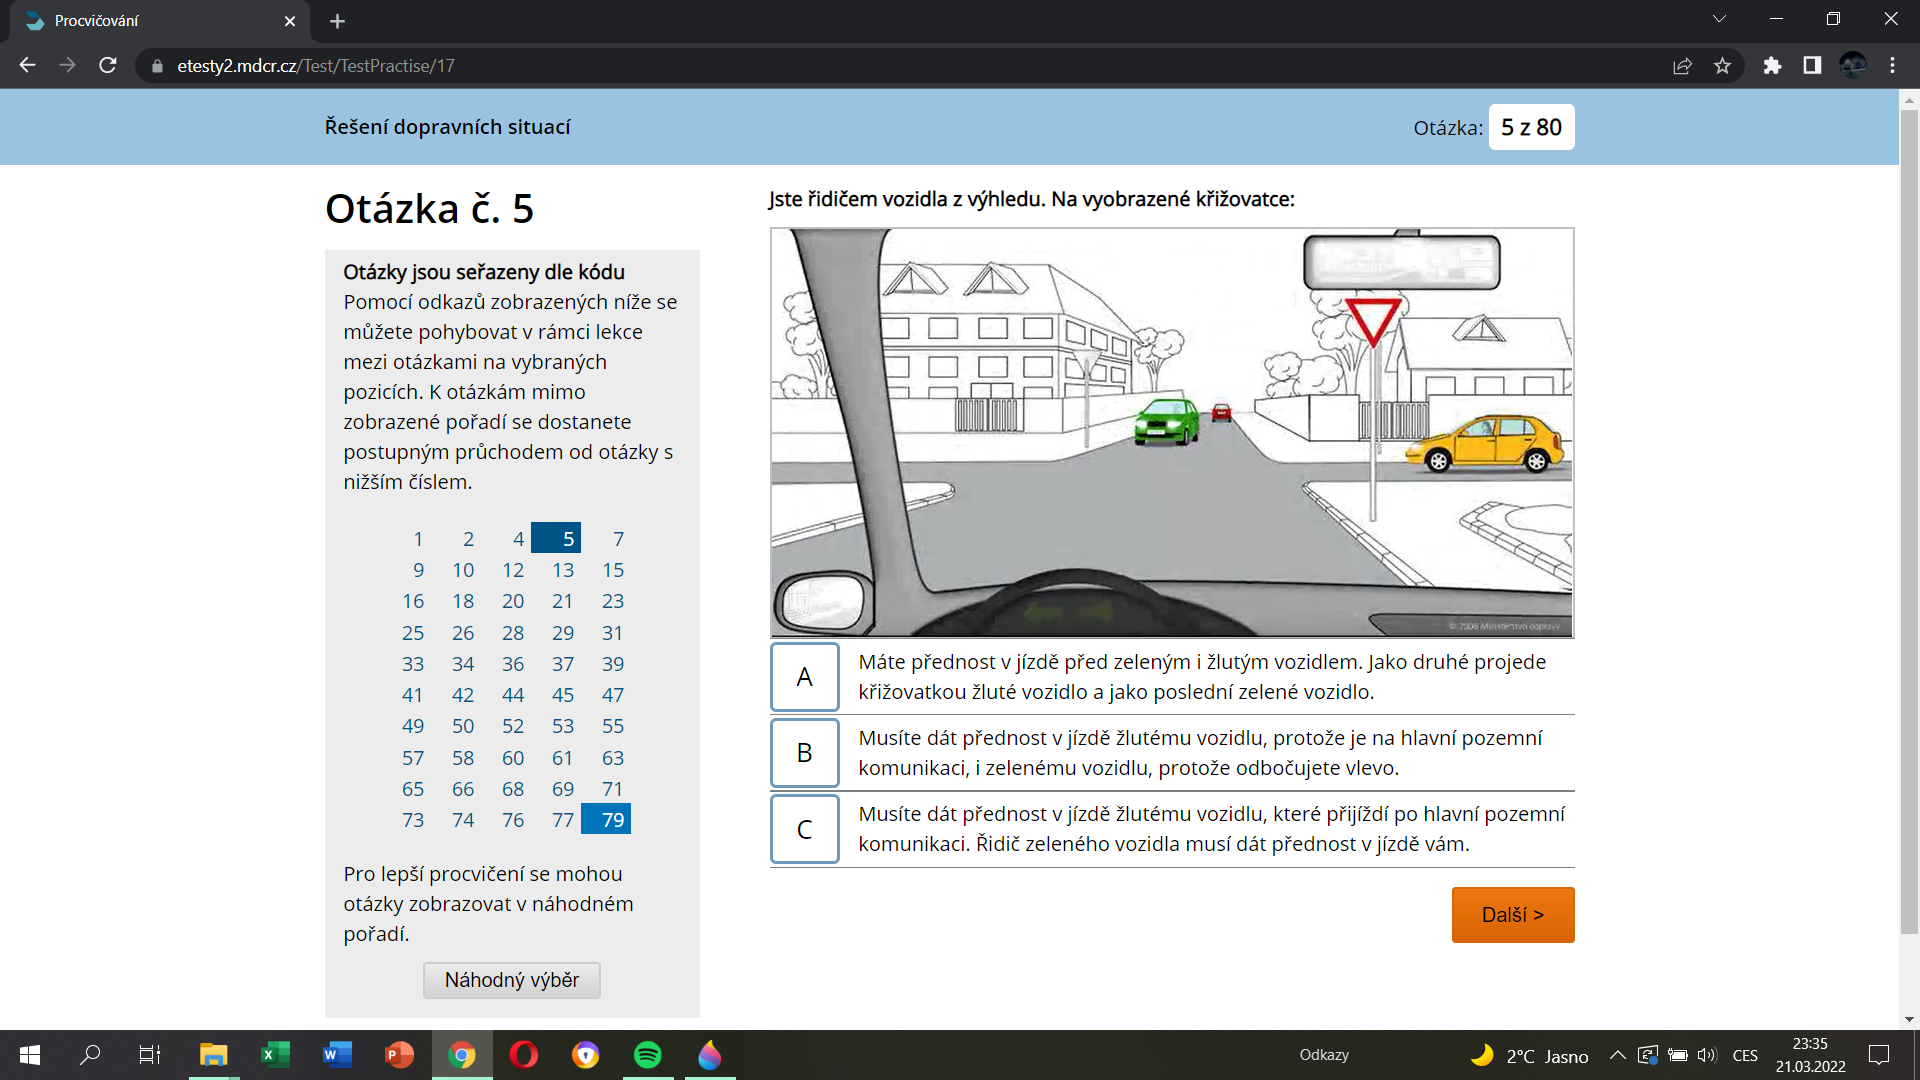 Procvičování
etesty2.mdcr.cz/Test/TestPractise/17
Řešení dopravních situací
Otázka: 5 z 80
Otázka č. 5
Otázky jsou seřazeny dle kódu
Pomocí odkazů zobrazených níže se
můžete pohybovat v rámci lekce
mezi otázkami na vybraných
pozicích. K otázkám mimo
zobrazené pořadí se dostanete
postupným průchodem od otázky s
nižším číslem.
1 2 4 5 7
9 10 12 13 15
16 18 20 21 23
25 26 28 29 31
33 34 36 37 39
41 42 44 45 47
49 50 52 53 55
57 58 60 61 63
65 66 68 69 71
73 74 76 77 79
Pro lepší procvičení se mohou
otázky zobrazovat v náhodném
pořadí.
Náhodný výběr
Jste řidičem vozidla z výhledu. Na vyobrazené křižovatce:
© 2006 Ministerstvo dopravy
A
Máte přednost v jízdě před zeleným i žlutým vozidlem. Jako druhé projede
křižovatkou žluté vozidlo a jako poslední zelené vozidlo.
B
Musíte dát přednost v jízdě žlutému vozidlu, protože je na hlavní pozemní
komunikaci, i zelenému vozidlu, protože odbočujete vlevo.
C
Musíte dát přednost v jízdě žlutému vozidlu, které přijíždí po hlavní pozemní
komunikaci. Řidič zeleného vozidla musí dát přednost v jízdě vám.
Další >
Odkazy
2°C Jasno
CES
23:35
21.03.2022